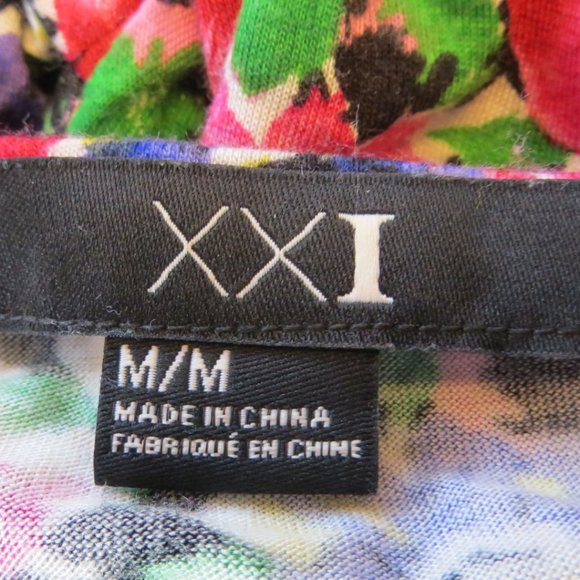 XXI
M/M
MADE IN CHINA
FABRIQUÉ EN CHINE